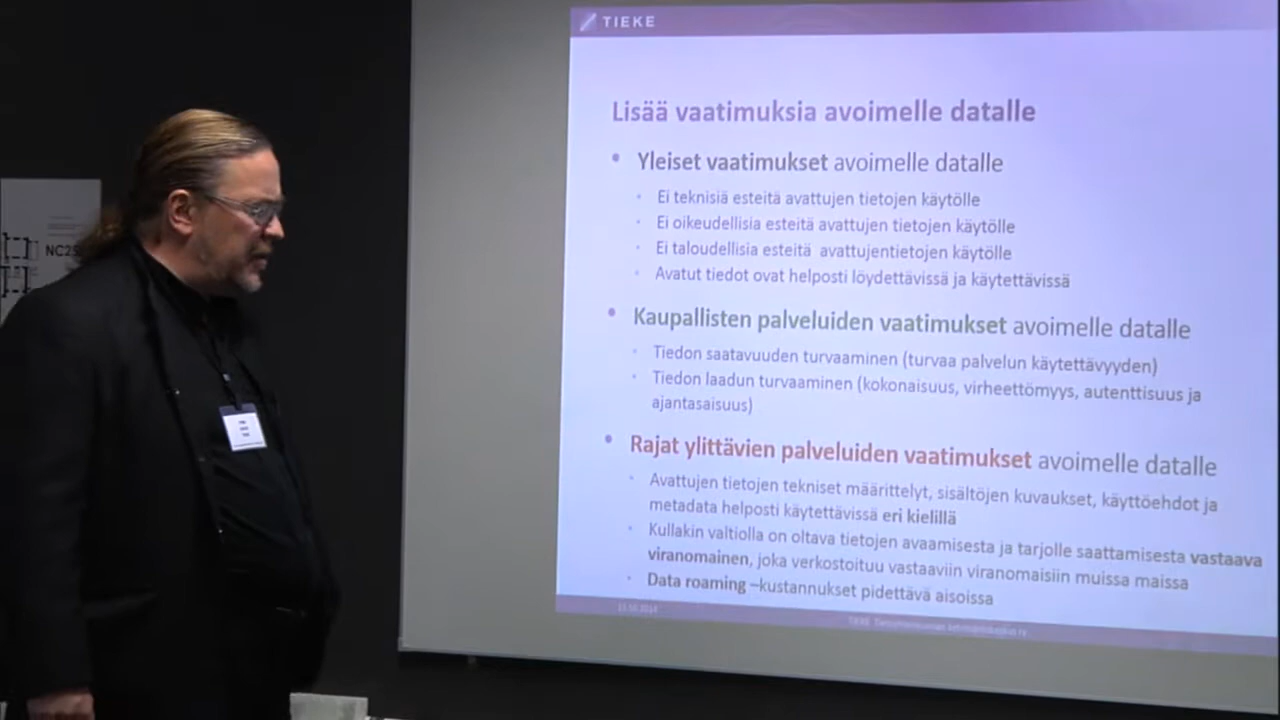 TIEKE
Lisää vaatimuksia avoimelle datalle
• Yleiset vaatimukset avoimelle datalle
• Ei teknisiä esteitä avattujen tietojen käytölle
• Ei oikeudellisia esteitä avattujen tietojen käytölle
• Ei taloudellisia esteitä avattujentietojen käytölle
• Avatut tiedot ovat helposti löydettävissä ja käytettävissä
• Kaupallisten palveluiden vaatimukset avoimelle datalle
• Tiedon saatavuuden turvaaminen (turvaa palvelun käytettävyyden)
• Tiedon laadun turvaaminen (kokonaisuus, virheettömyys, autenttisuus ja
ajantasaisuus)
• Rajat ylittävien palveluiden vaatimukset avoimelle datalle
• Avattujen tietojen tekniset määrittelyt, sisältöjen kuvaukset, käyttöehdot ja
metadata helposti käytettävissä eri kielillä
• Kullakin valtiolla on oltava tietojen avaamisesta ja tarjolle saattamisesta vastaava
viranomainen, joka verkostoituu vastaaviin viranomaisiin muissa maissa
• Data roaming –kustannukset pidettävä aisoissa
TIEKE